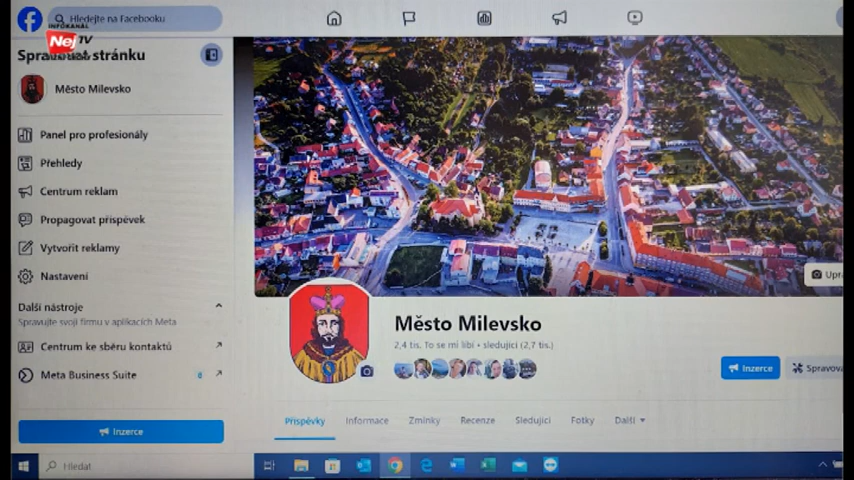 Hledejte na Facebooku
INFOKANÁL
Nej TV
Spravovat stránku
Město Milevsko
Panel pro profesionály
Přehledy
Centrum reklam
Propagovat příspěvek
Vytvořit reklamy
Nastavení
Další nástroje
Spravujte svoji firmu v aplikacích Meta
Centrum ke sběru kontaktů
Meta Business Suite
8
Inzerce
Upra
Město Milevsko
2,4 tis. To se mi líbí • sledující (2,7 tis.)
Inzerce
Spravova
Příspěvky Informace Zmínky Recenze Sledující Fotky Další
Hledat